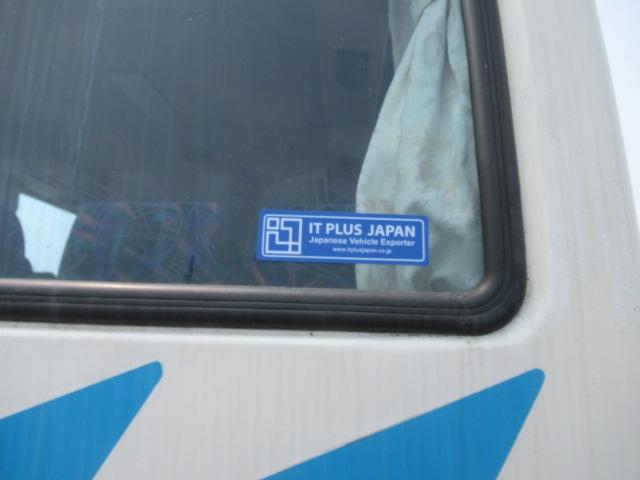 IT PLUS JAPAN
Japanese Vehicle Exporter
www.itplusjapan.co.jp